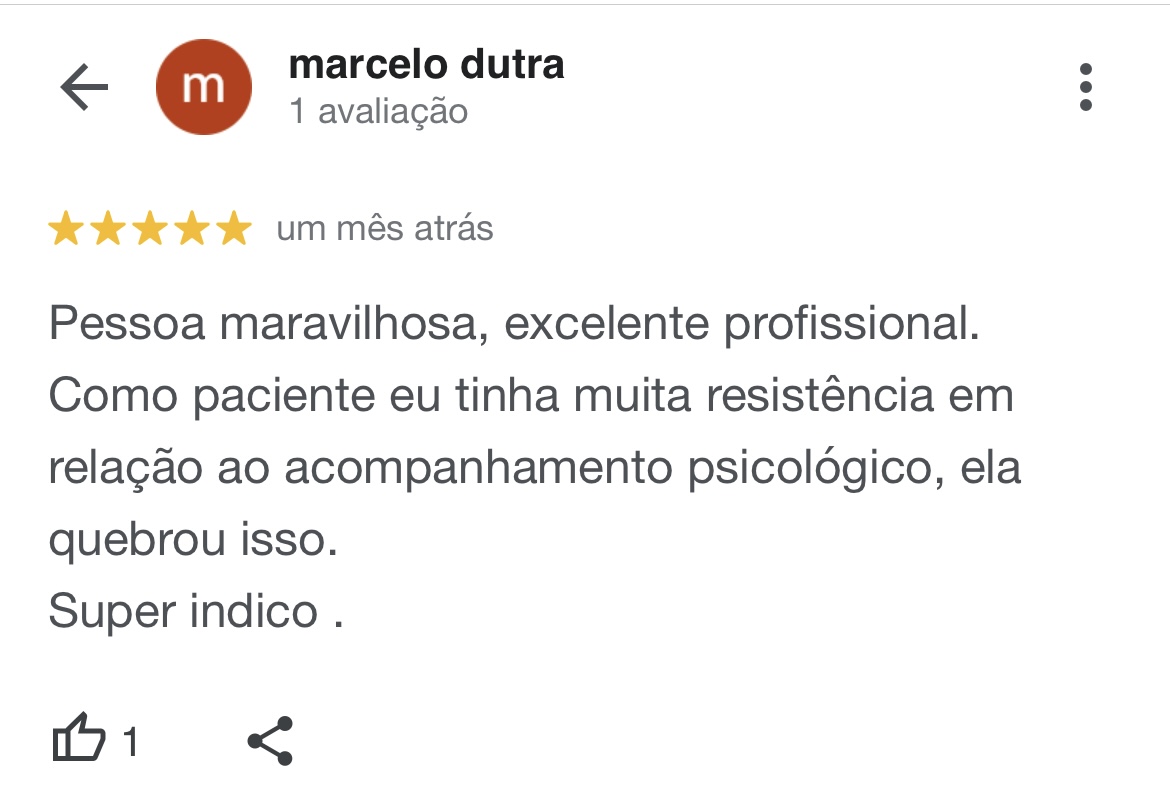 m
marcelo dutra
1 avaliação
um mês atrás
Pessoa maravilhosa, excelente profissional.
Como paciente eu tinha muita resistência em
relação ao acompanhamento psicológico, ela
quebrou isso.
Super indico .
1